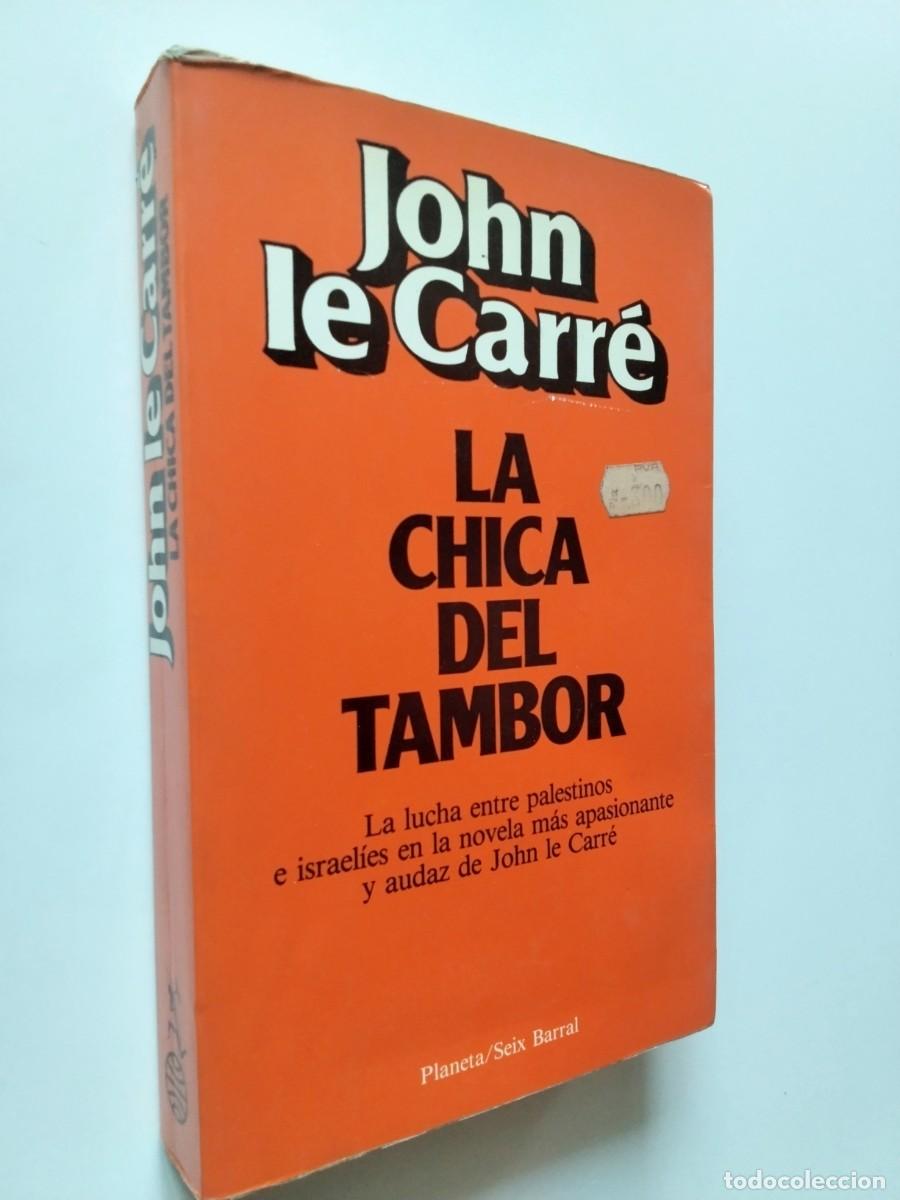 John
le Carré
LA
CHICA
DEL
TAMBOR
La lucha entre palestinos
e israelíes en la novela más apasionante
y audaz de John le Carré
Planeta/Seix Barral
John le Carré
LA CHICA DEL TAMBOR
todocoleccion